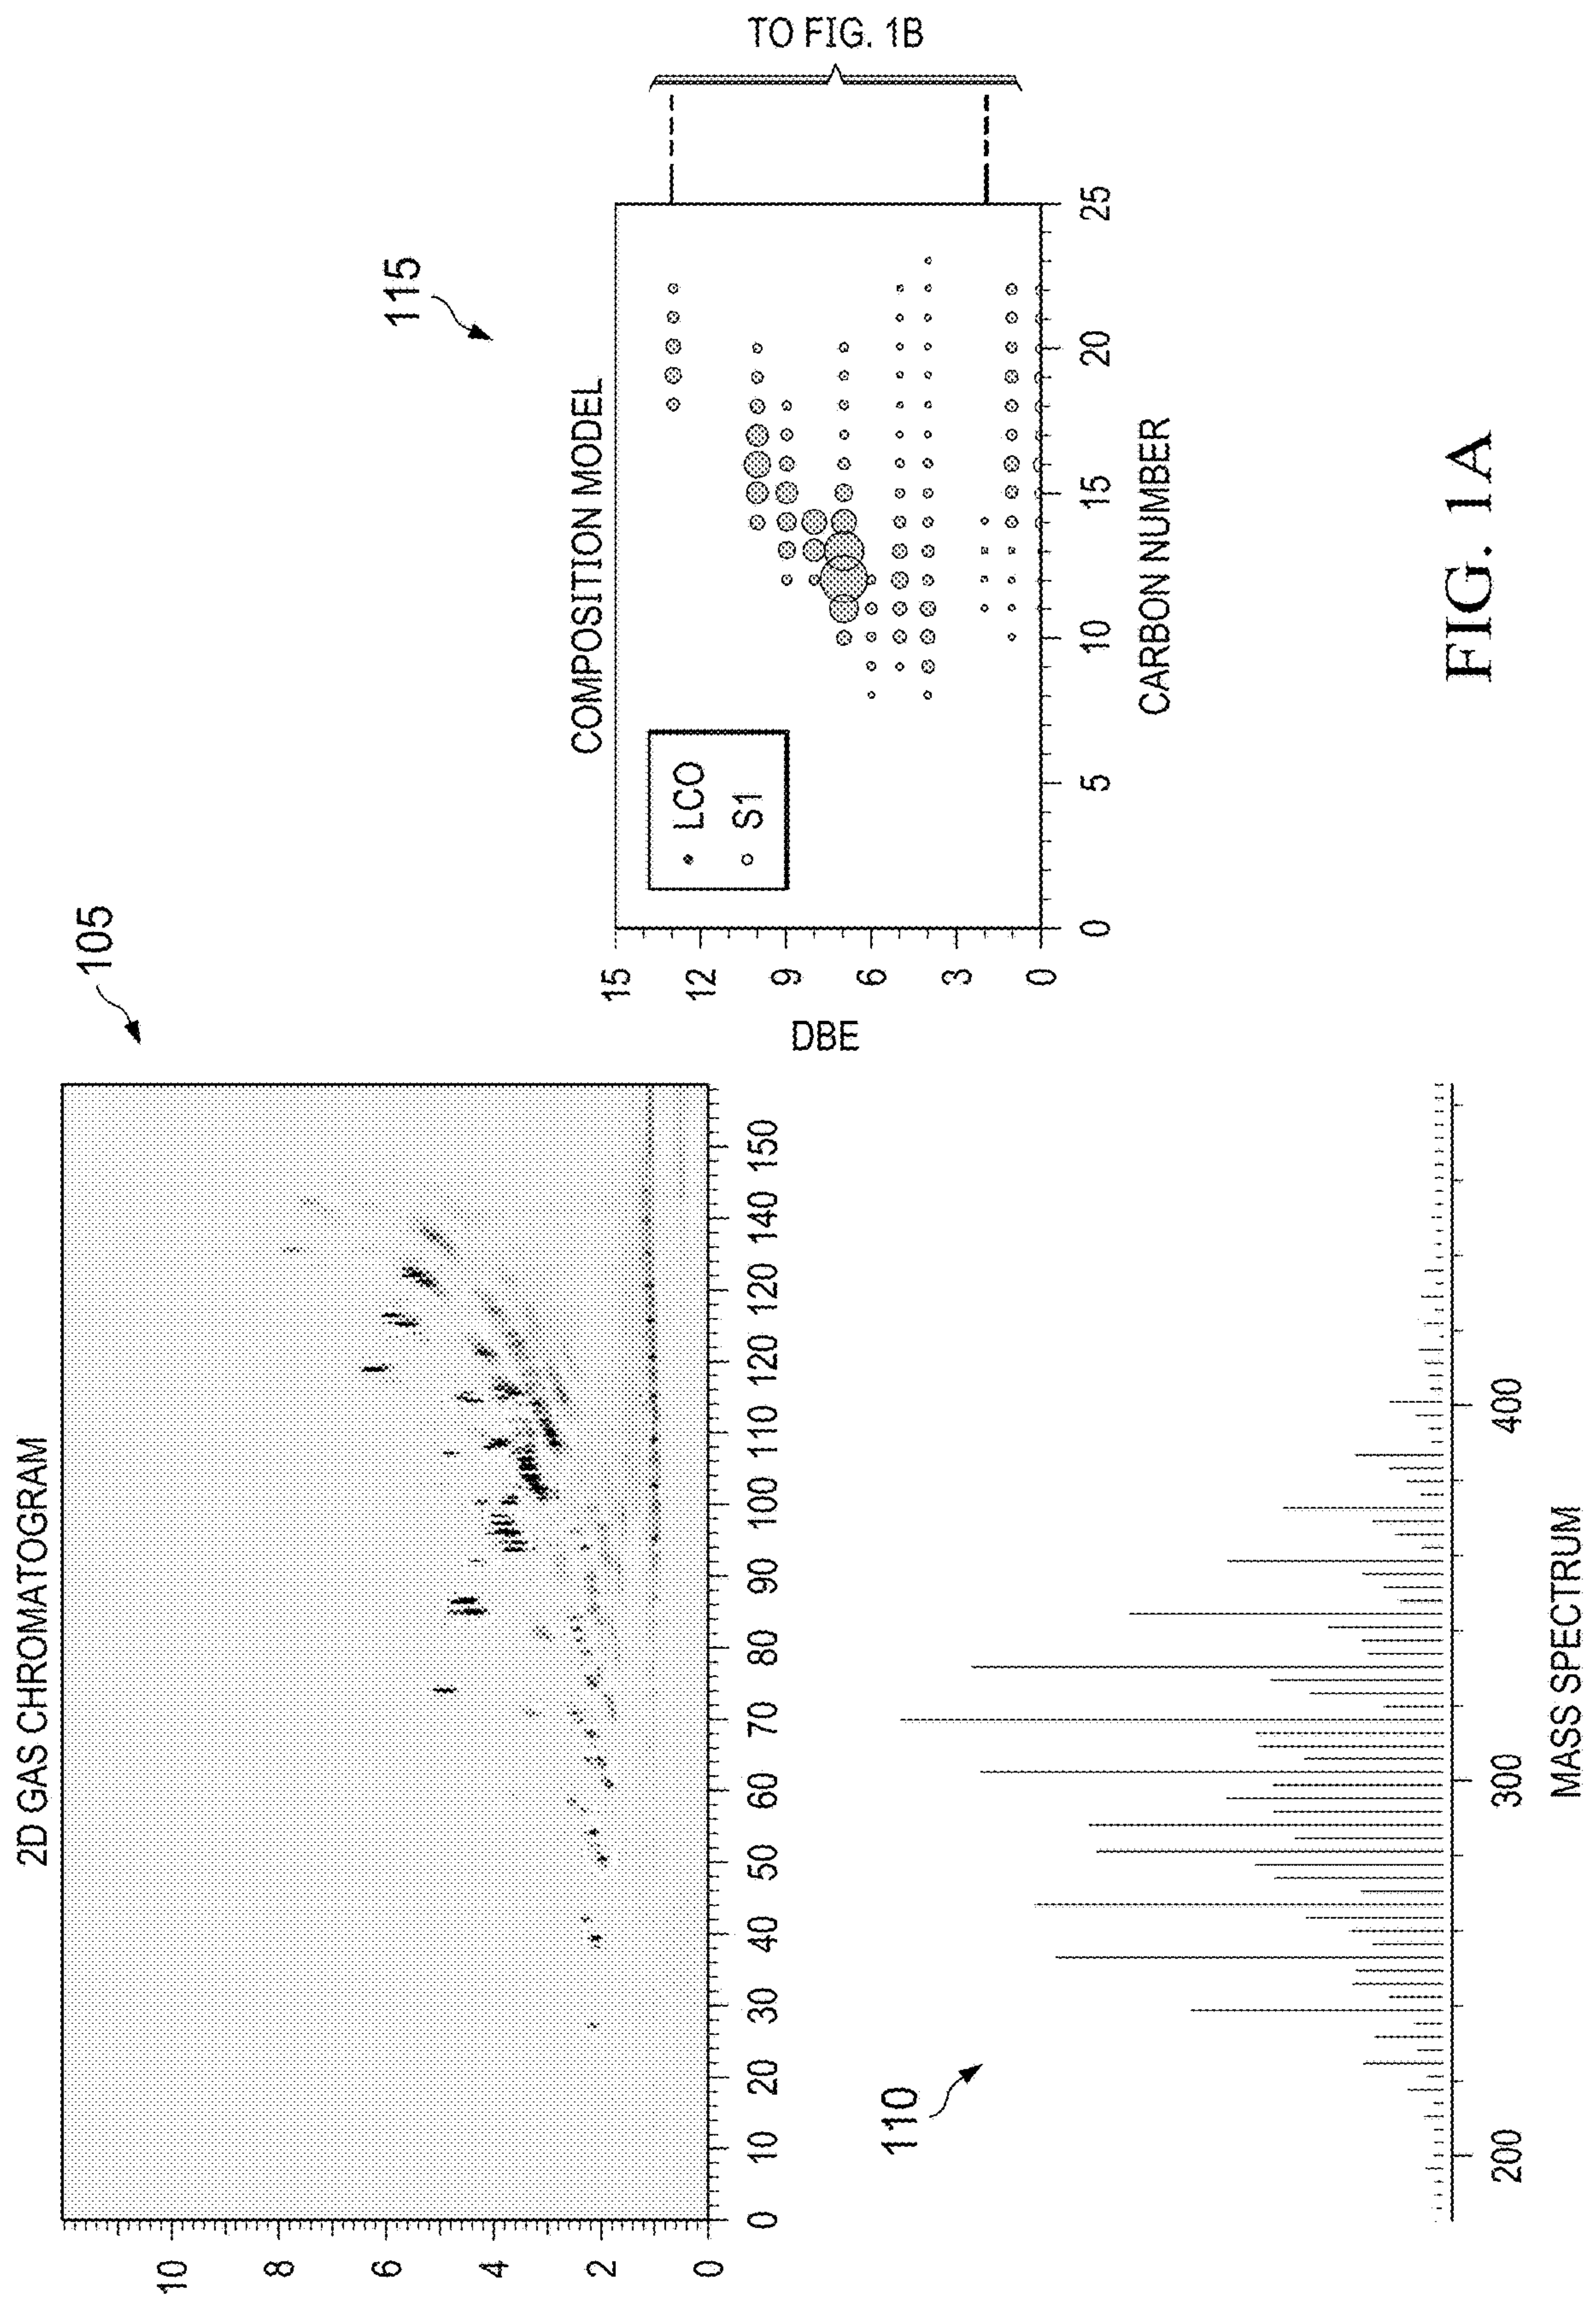 2D GAS CHROMATOGRAM
105
10
8
6
4
2
0
0 10 20 30 40 50 60 70 80 90 100 110 120 120 130 140 150
110
200 300 400
MASS SPECTRUM
115
COMPOSITION MODEL
LCO
S1
15
12
9
6
3
0
DBE
0 5 10 15 20 25
CARBON NUMBER
TO FIG. 1B
FIG. 1A